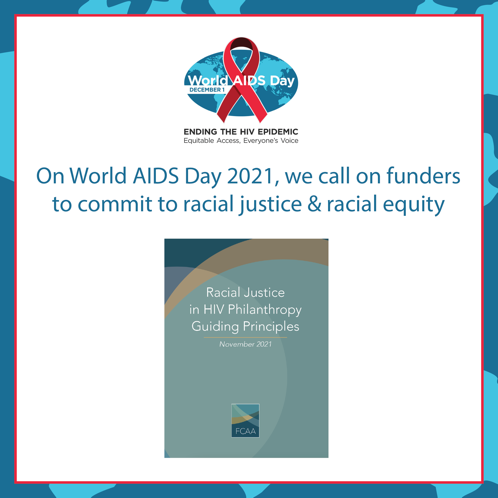 World AIDS Day
DECEMBER 1
ENDING THE HIV EPIDEMIC
Equitable Access, Everyone's Voice
On World AIDS Day 2021, we call on funders
to commit to racial justice & racial equity
Racial Justice
in HIV Philanthropy
Guiding Principles
November 2021
FCAA